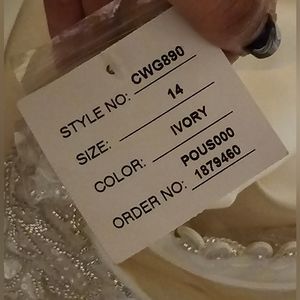 STYLE NO: CWG890
SIZE: 14
COLOR: IVORY
POUS000
ORDER NO: 1879460